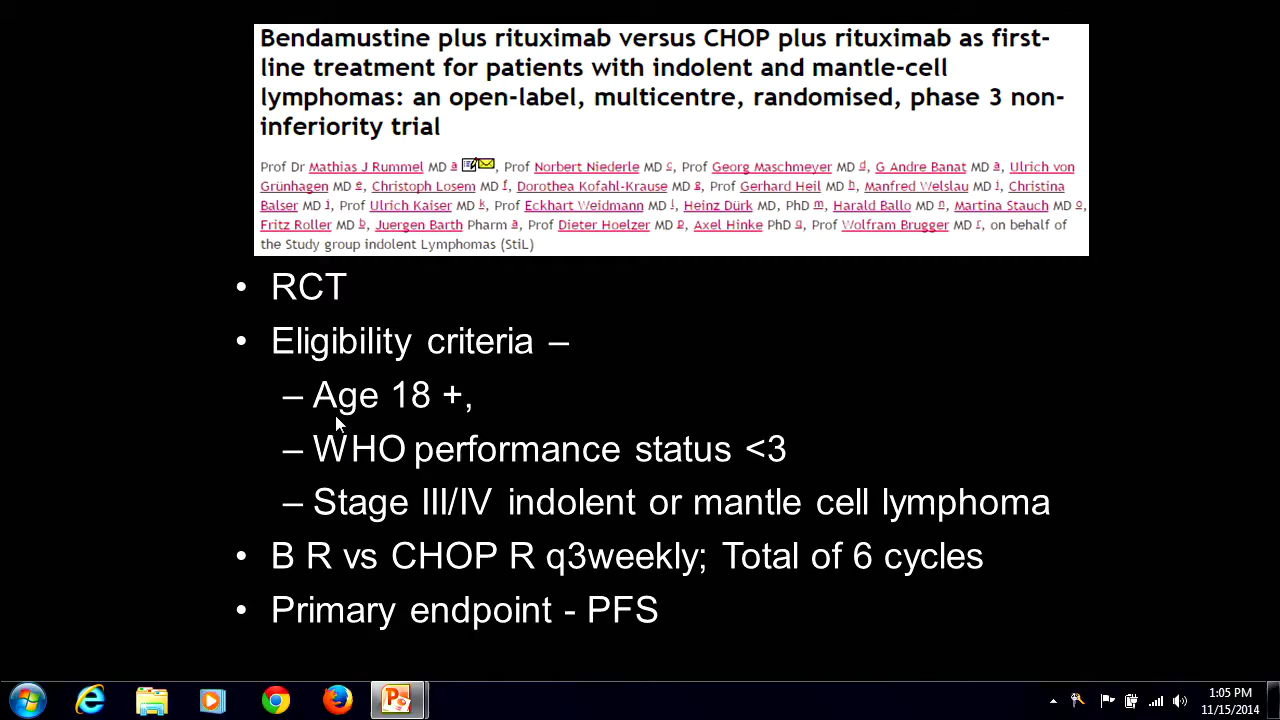 Bendamustine plus rituximab versus CHOP plus rituximab as first-
line treatment for patients with indolent and mantle-cell
lymphomas: an open-label, multicentre, randomised, phase 3 non-
inferiority trial
Prof Dr Mathias J Rummel MD a , Prof Norbert Niederle MD c, Prof Georg Maschmeyer MD d, G Andre Banat MD a, Ulrich von
Grünhagen MD e, Christoph Losem MD f, Dorothea Kofahl-Krause MD g, Prof Gerhard Heil MD h, Manfred Welslau MD i, Christina
Balser MD j, Prof Ulrich Kaiser MD k, Prof Eckhart Weidmann MD l, Heinz Dürk MD, PhD m, Harald Ballo MD n, Martina Stauch MD o,
Fritz Roller MD b, Juergen Barth Pharm a, Prof Dieter Hoelzer MD p, Axel Hinke PhD q, Prof Wolfram Brugger MD r, on behalf of
the Study group indolent Lymphomas (StiL)
• RCT
• Eligibility criteria –
– Age 18 +,
– WHO performance status <3
– Stage III/IV indolent or mantle cell lymphoma
• B R vs CHOP R q3weekly; Total of 6 cycles
• Primary endpoint - PFS
1:05 PM
11/15/2014